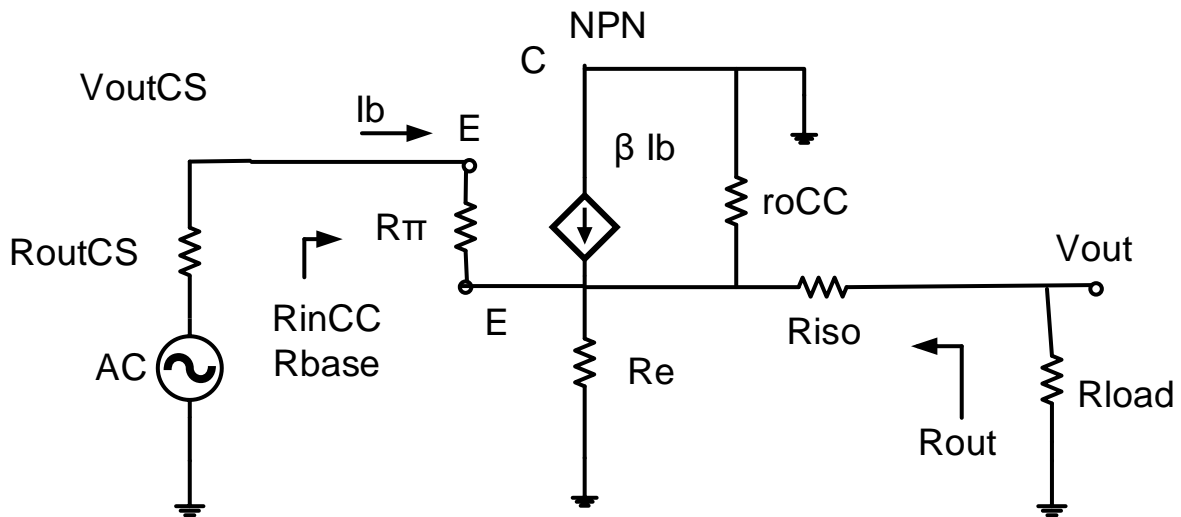 NPN
C
VoutCS
Ib
E
β Ib
roCC
Rπ
RoutCS
Vout
E
RinCC
Rbase
Riso
AC
Re
Rload
Rout